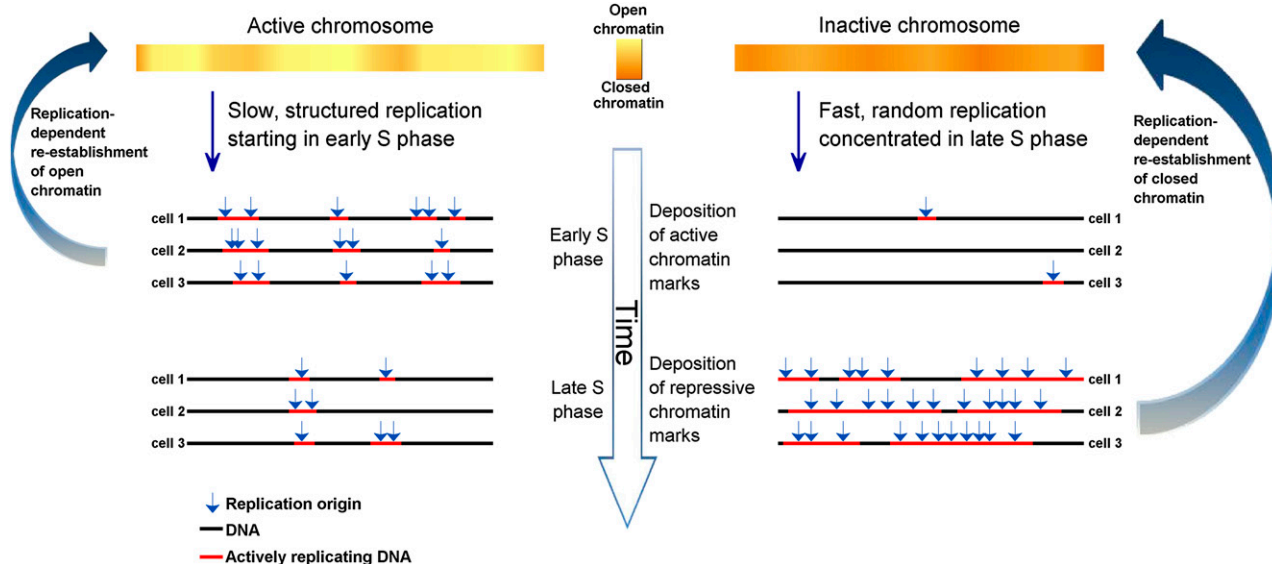 Active chromosome
Open
chromatin
Closed
chromatin
Inactive chromosome
Replication-
dependent
re-establishment
of open
chromatin
Slow, structured replication
starting in early S phase
Fast, random replication
concentrated in late S phase
Replication-
dependent
re-establishment
of closed
chromatin
cell 1
cell 2
cell 3
Early S
phase
Deposition
of active
chromatin
marks
cell 1
cell 2
cell 3
Time
cell 1
cell 2
cell 3
Late S
phase
Deposition
of repressive
chromatin
marks
cell 1
cell 2
cell 3
Replication origin
DNA
Actively replicating DNA